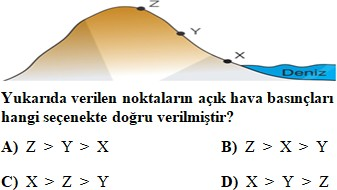 Z
Y
X
Deniz
Yukarıda verilen noktaların açık hava basınçları
hangi seçenekte doğru verilmiştir?
A) Z > Y > X
B) Z > X > Y
C) X > Z > Y
D) X > Y > Z